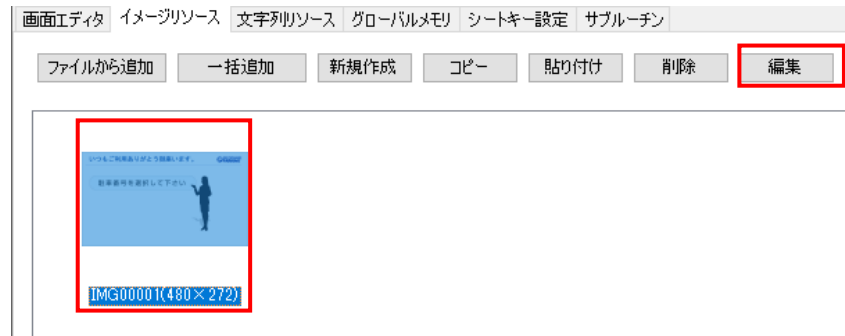 画面エディタ イメージリソース 文字列リソース グローバルメモリ シートキー設定 サブルーチン
ファイルから追加 一括追加 新規作成 コピー 貼り付け 削除 編集
いつもご利用ありがとう御座います。
駐車番号を選択して下さい
IMG00001(480×272)